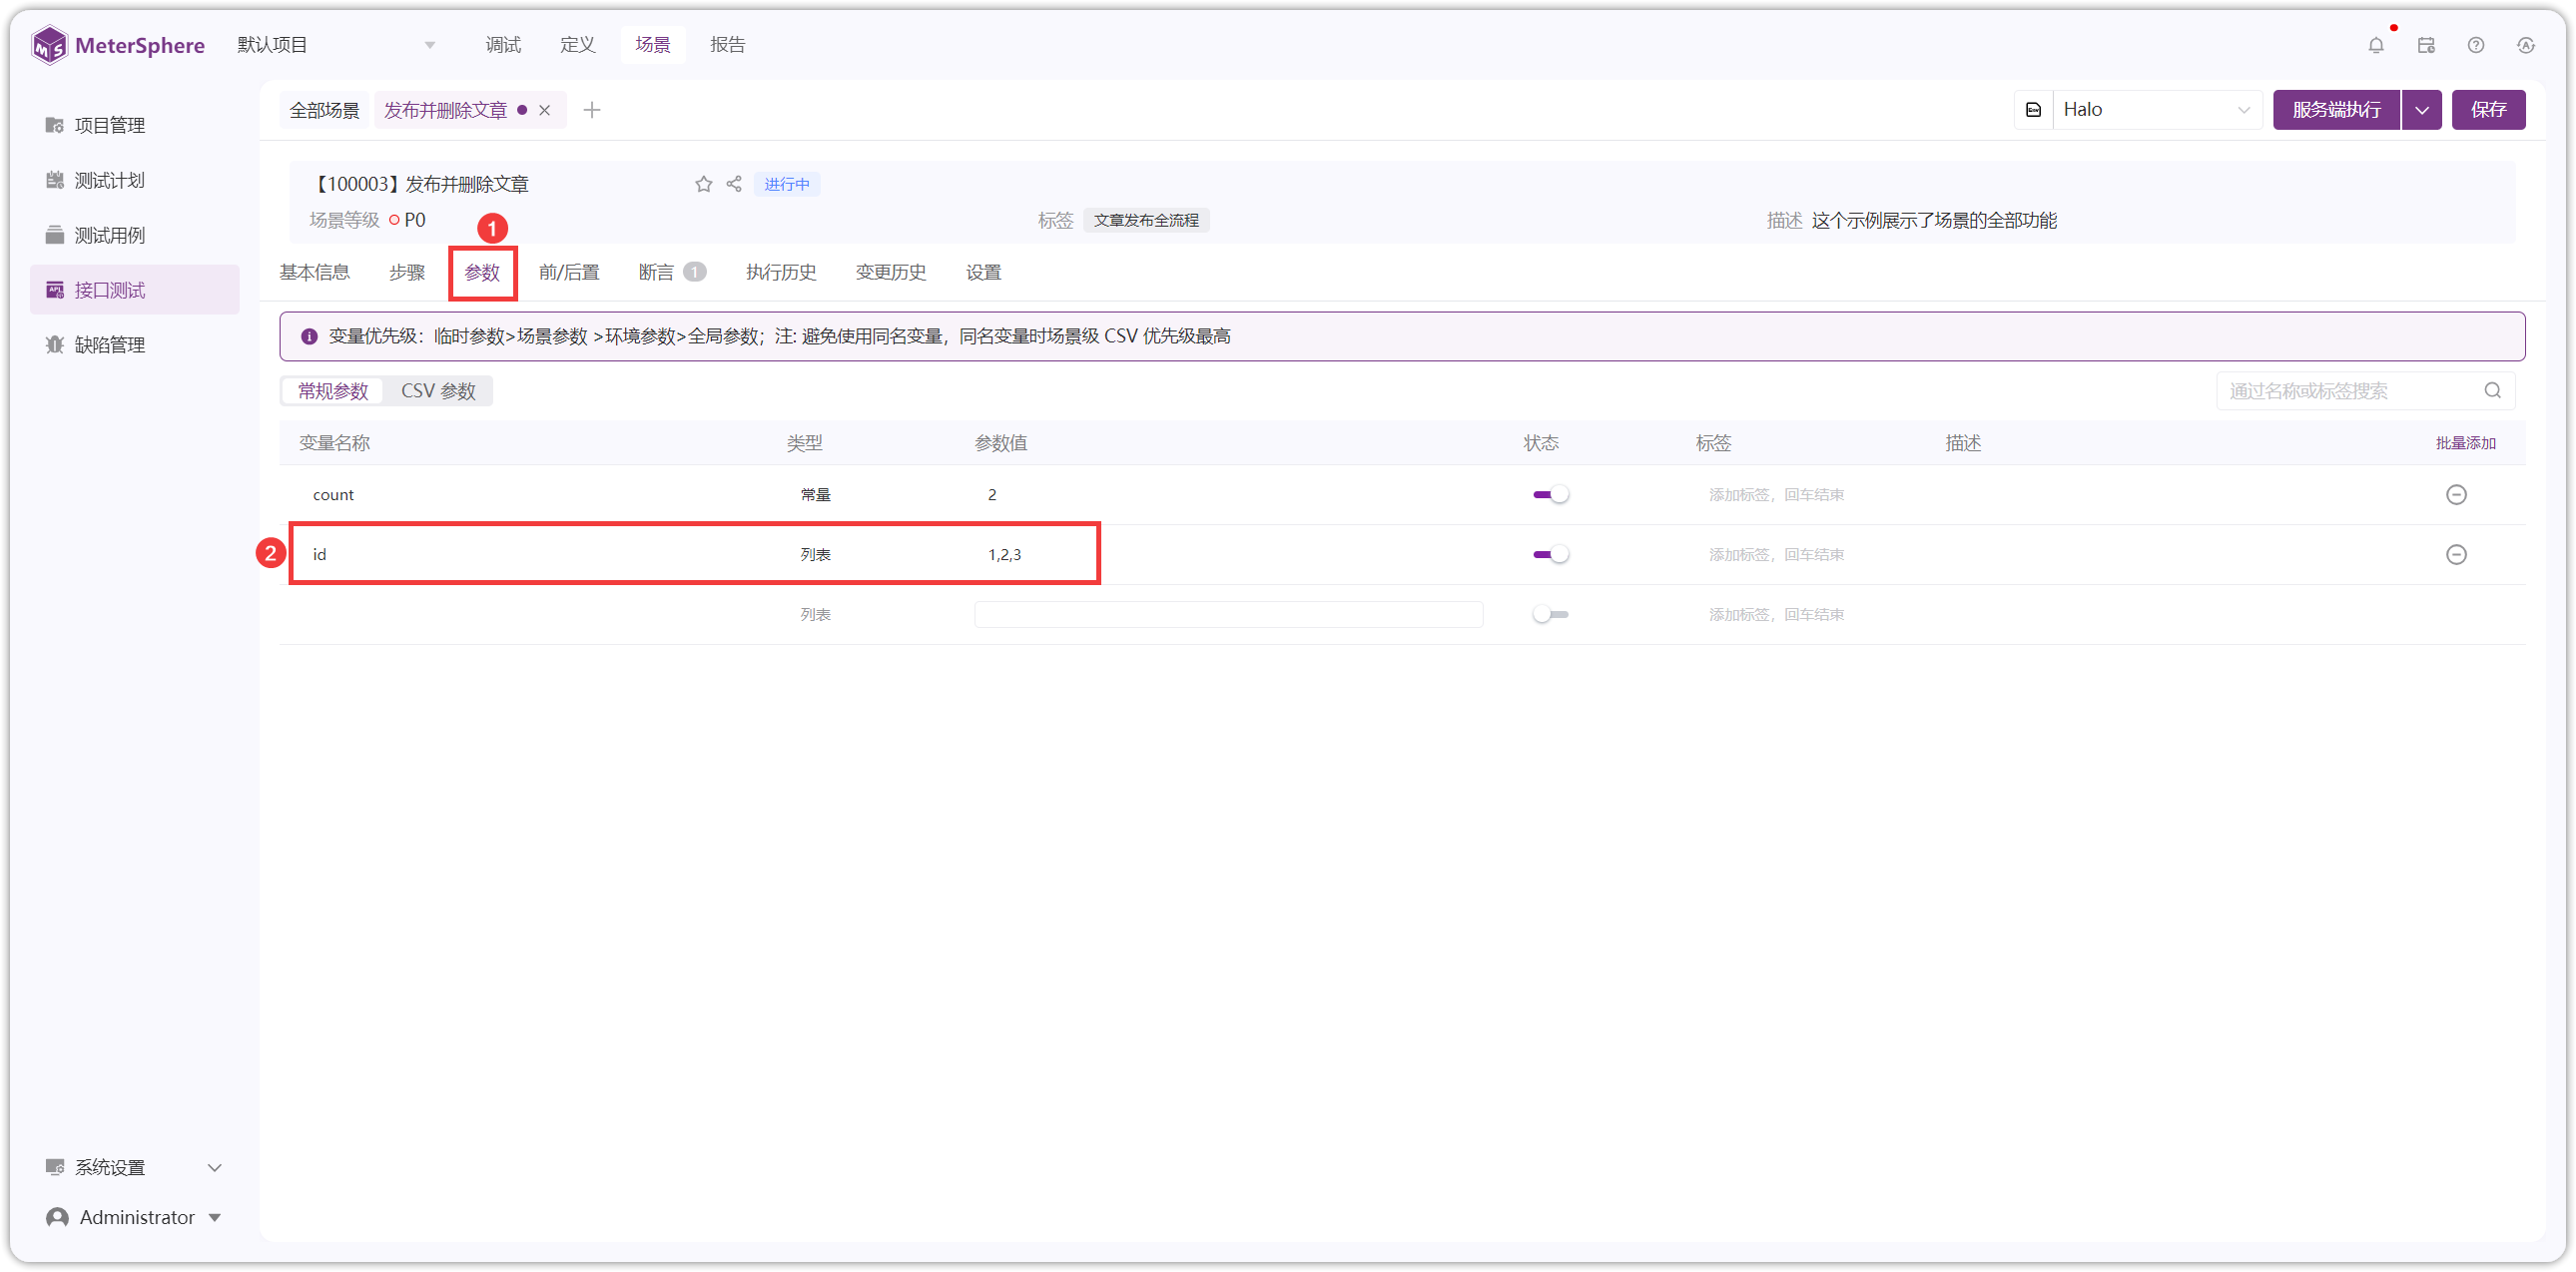 MeterSphere 默认项目 调试 定义 场景 报告
项目管理
测试计划
测试用例
接口测试
缺陷管理
系统设置
Administrator
全部场景 发布并删除文章 Halo 服务端执行 保存
【100003】发布并删除文章 进行中
场景等级 P0 标签 文章发布全流程 描述 这个示例展示了场景的全部功能
1
基本信息 步骤 参数 前/后置 断言 1 执行历史 变更历史 设置
变量优先级：临时参数>场景参数 >环境参数>全局参数；注: 避免使用同名变量，同名变量时场景级 CSV 优先级最高
常规参数 CSV 参数 通过名称或标签搜索
变量名称 类型 参数值 状态 标签 描述 批量添加
count 常量 2 添加标签，回车结束
2 id 列表 1,2,3 添加标签，回车结束
列表 添加标签，回车结束